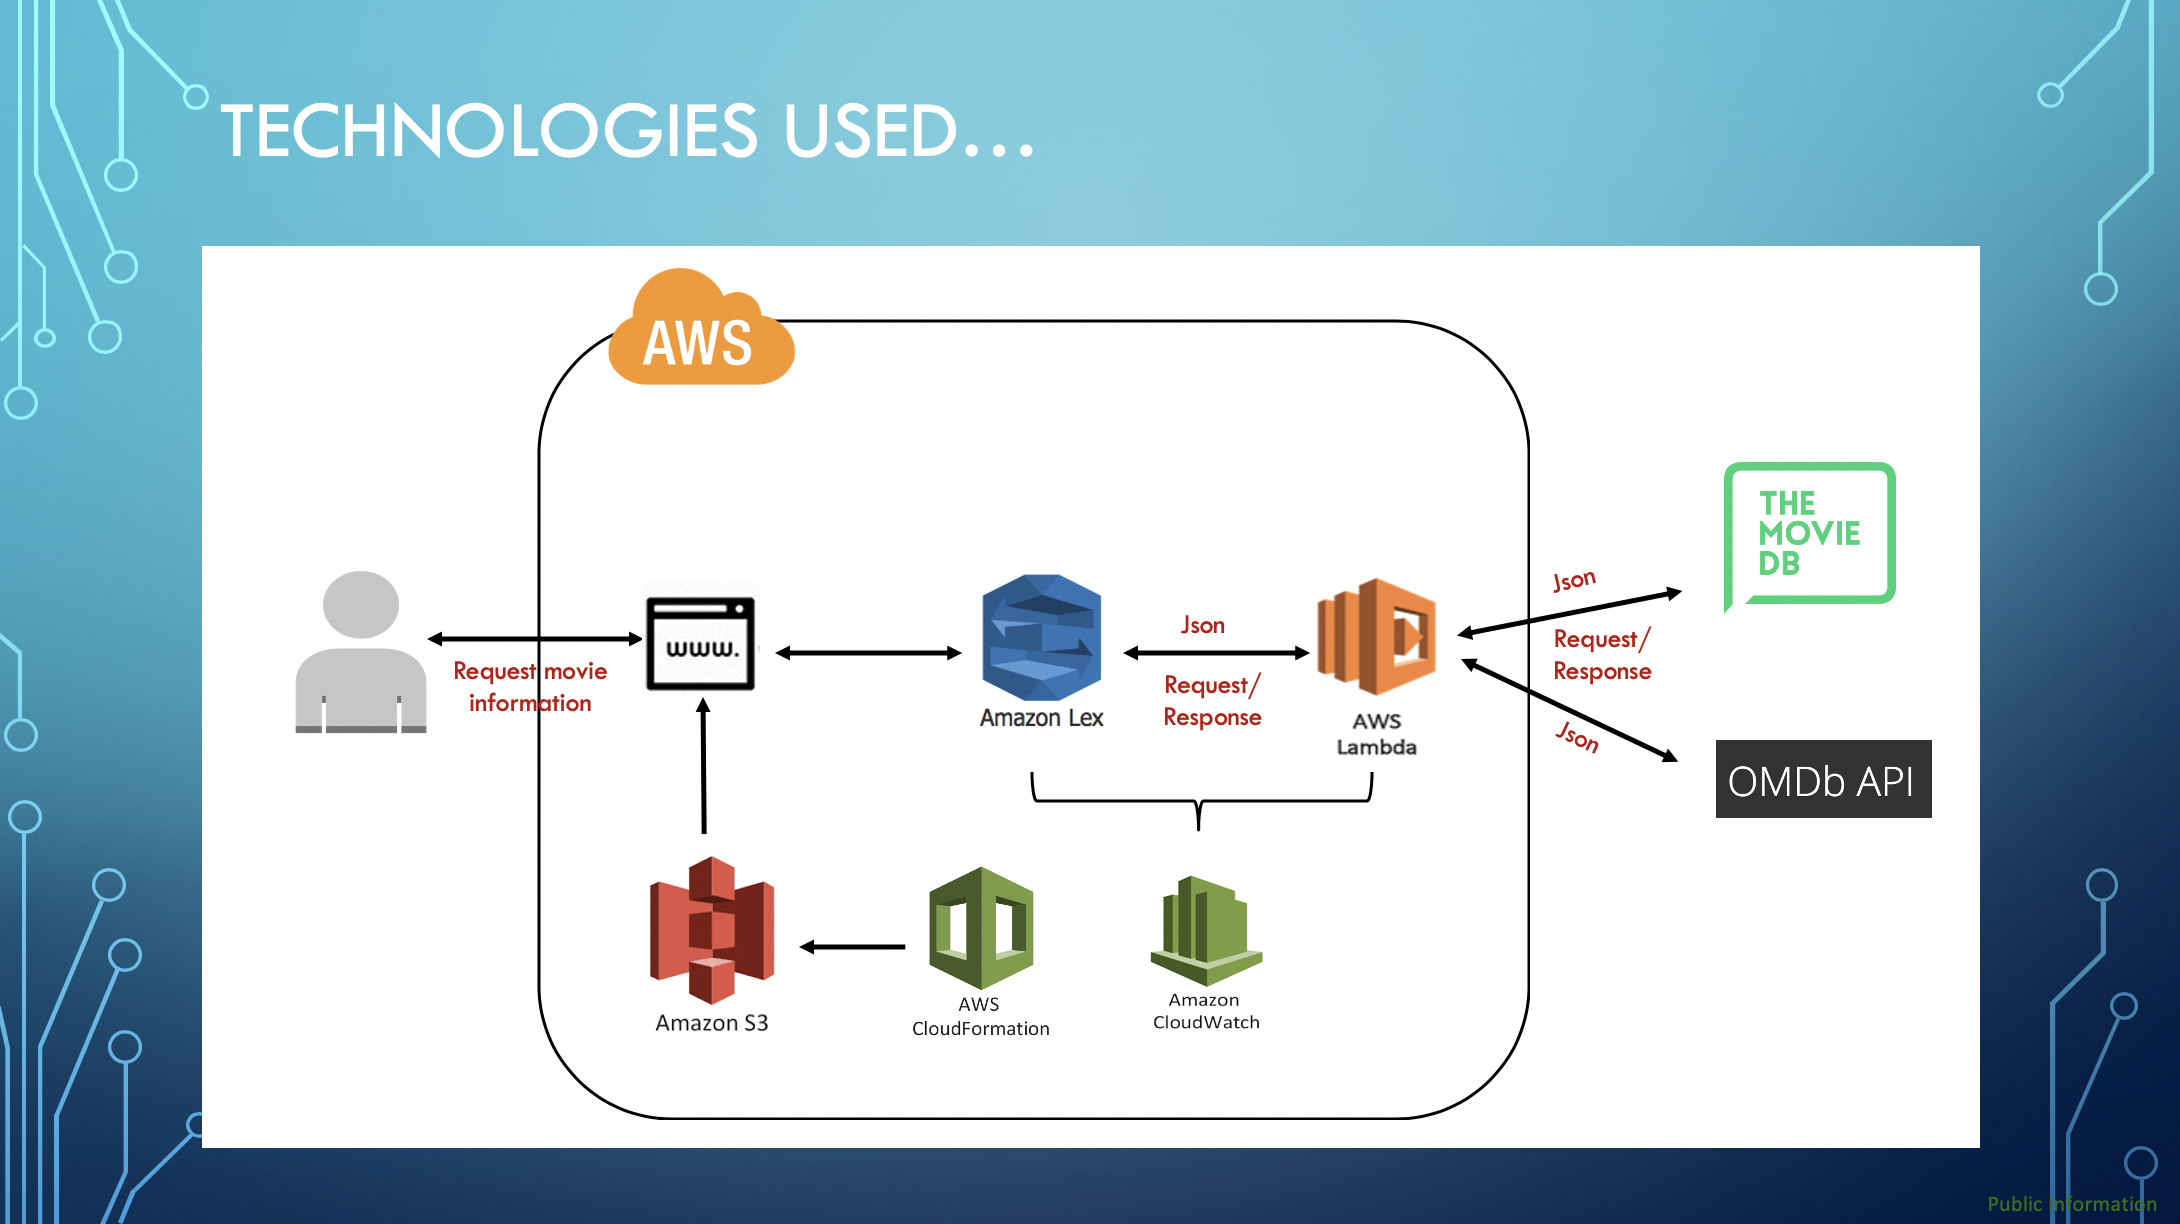 TECHNOLOGIES USED...
AWS
THE
MOVIE
DB
Json
Request/
Response
Json
OMDb API
Request movie
information
www.
Amazon Lex
Json
Request/
Response
AWS
Lambda
Amazon S3
AWS
CloudFormation
Amazon
CloudWatch
Public Information